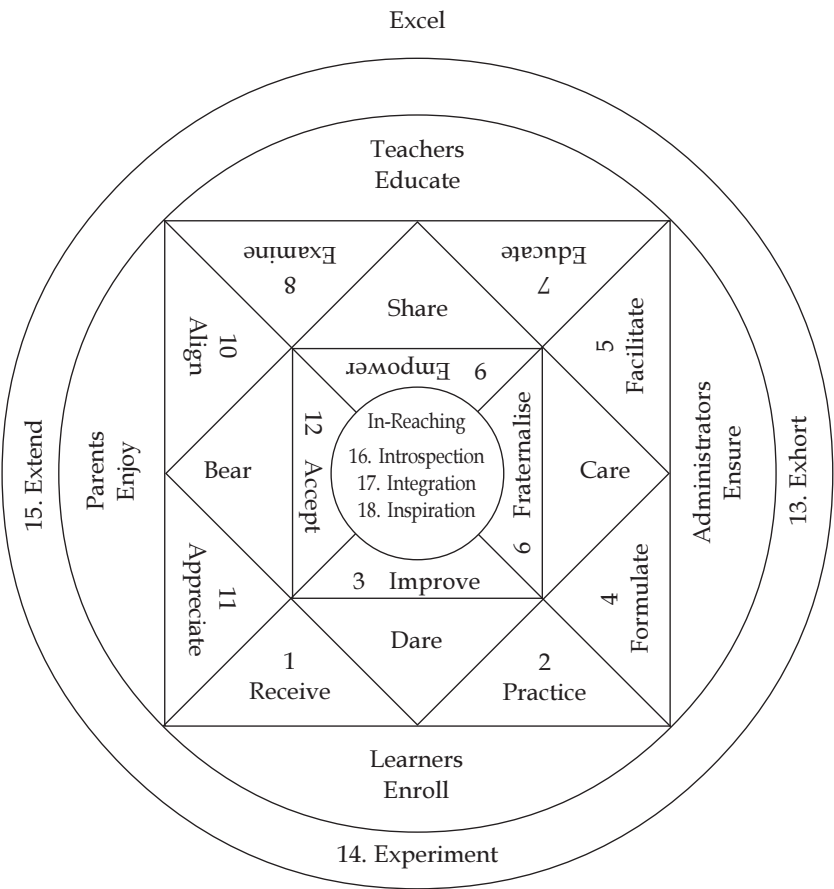 Excel
Teachers
Educate
8
Examine
7
Educate
Share
10
Align
5
Facilitate
9 Empower
15. Extend
Parents
Enjoy
Bear
12 Accept
In-Reaching
16. Introspection
17. Integration
18. Inspiration
6 Fraternalise
Care
Administrators
Ensure
13. Exhort
3 Improve
11
Appreciate
4
Formulate
Dare
1
Receive
2
Practice
Learners
Enroll
14. Experiment